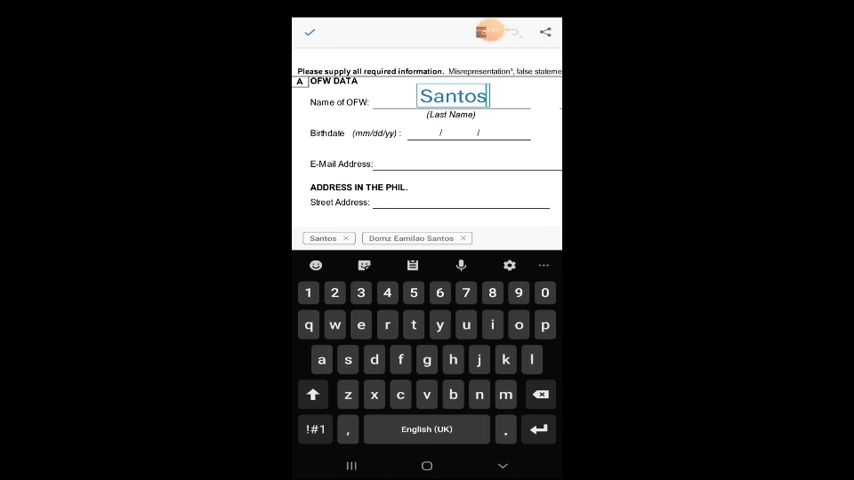 Please supply all required information. Misrepresentation*, false stateme
A OFW DATA
Name of OFW: Santos
(Last Name)
Birthdate (mm/dd/yy) : / /
E-Mail Address:
ADDRESS IN THE PHIL.
Street Address:
Santos × Domz Eamilao Santos ×
1 2 3 4 5 6 7 8 9 0
q w e r t y u i o p
a s d f g h j k l
z x c v b n m
!#1 , English (UK) .